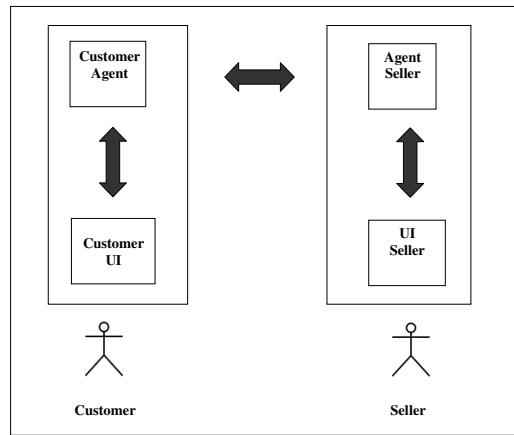 Customer
Agent
Agent
Seller
Customer
UI
UI
Seller
Customer
Seller